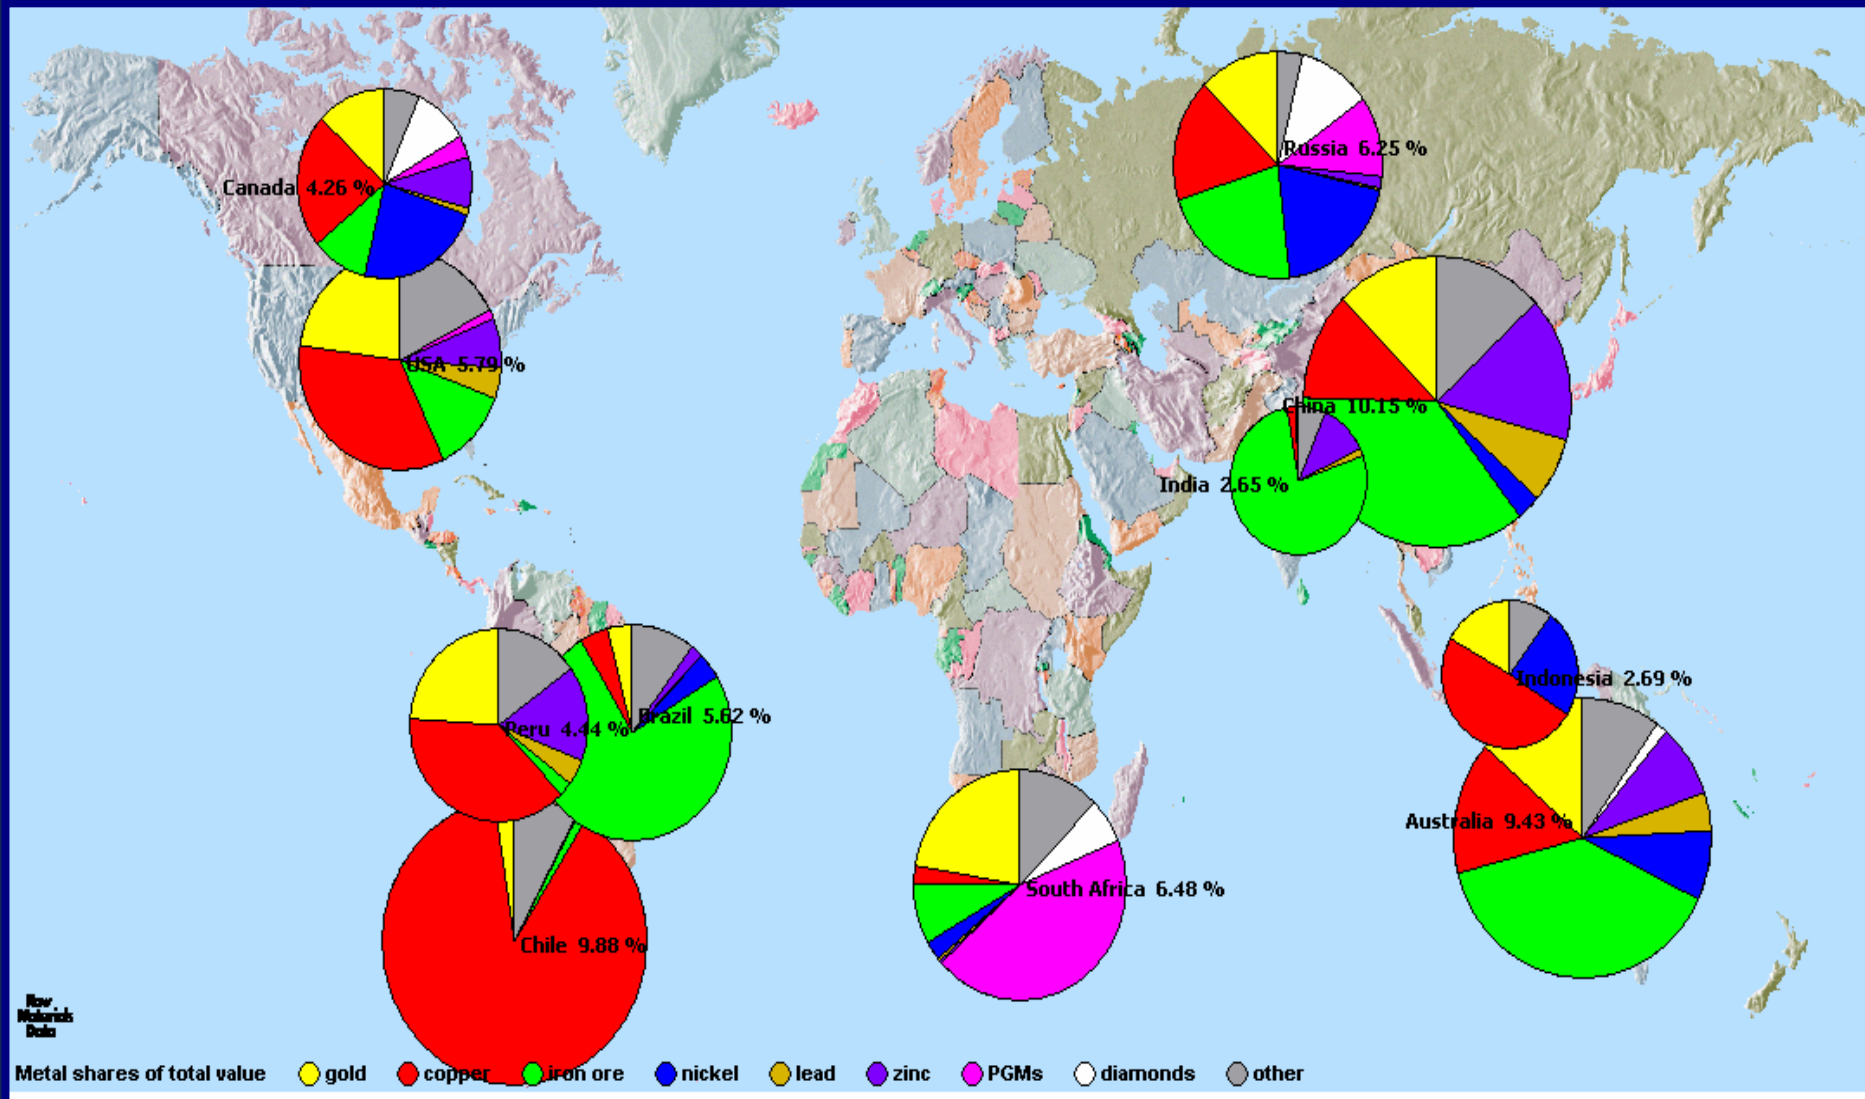 Canada 4.26 %
Russia 6.25 %
USA 5.79 %
China 10.15 %
India 2.65 %
Indonesia 2.69 %
Peru 4.44 %
Brazil 5.62 %
Australia 9.43 %
South Africa 6.48 %
Chile 9.88 %
Raw
Materials
Data
Metal shares of total value gold copper iron ore nickel lead zinc PGMs diamonds other